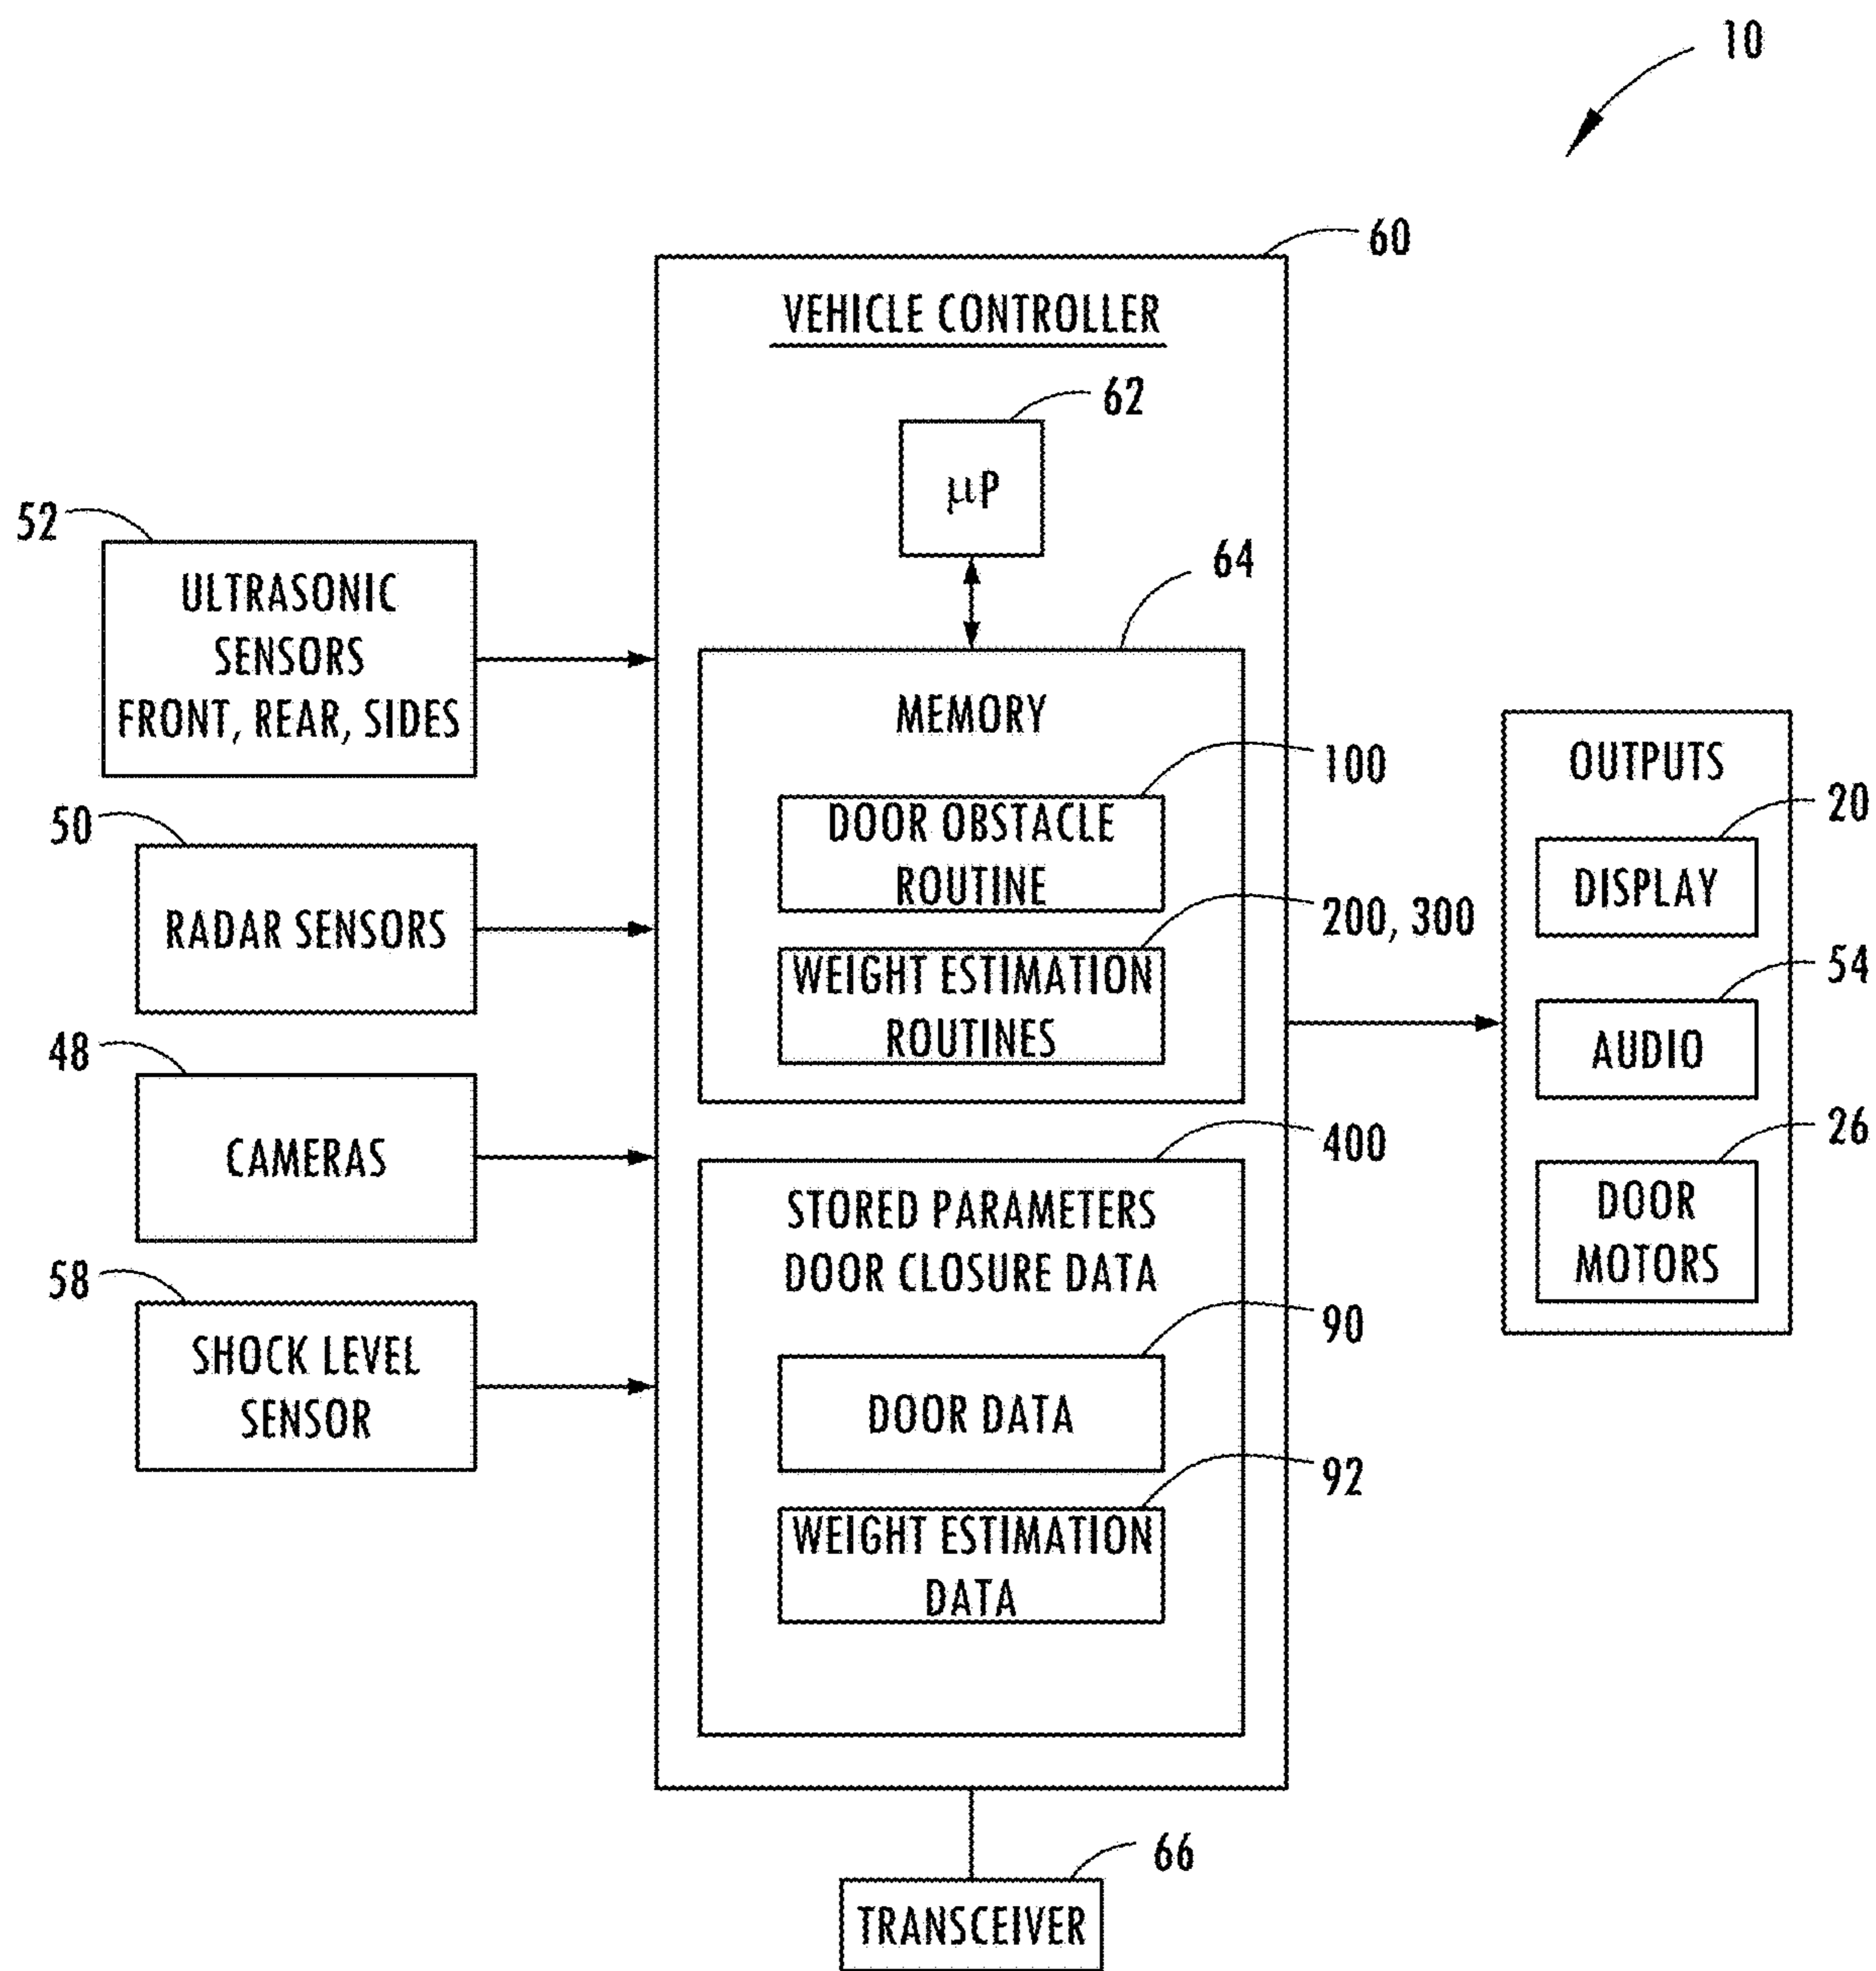 10
60
VEHICLE CONTROLLER
62
µP
52
ULTRASONIC
SENSORS
FRONT, REAR, SIDES
64
MEMORY
100
DOOR OBSTACLE
ROUTINE
200, 300
WEIGHT ESTIMATION
ROUTINES
50
RADAR SENSORS
48
CAMERAS
58
SHOCK LEVEL
SENSOR
400
STORED PARAMETERS
DOOR CLOSURE DATA
90
DOOR DATA
92
WEIGHT ESTIMATION
DATA
OUTPUTS
20
DISPLAY
54
AUDIO
26
DOOR
MOTORS
66
TRANSCEIVER